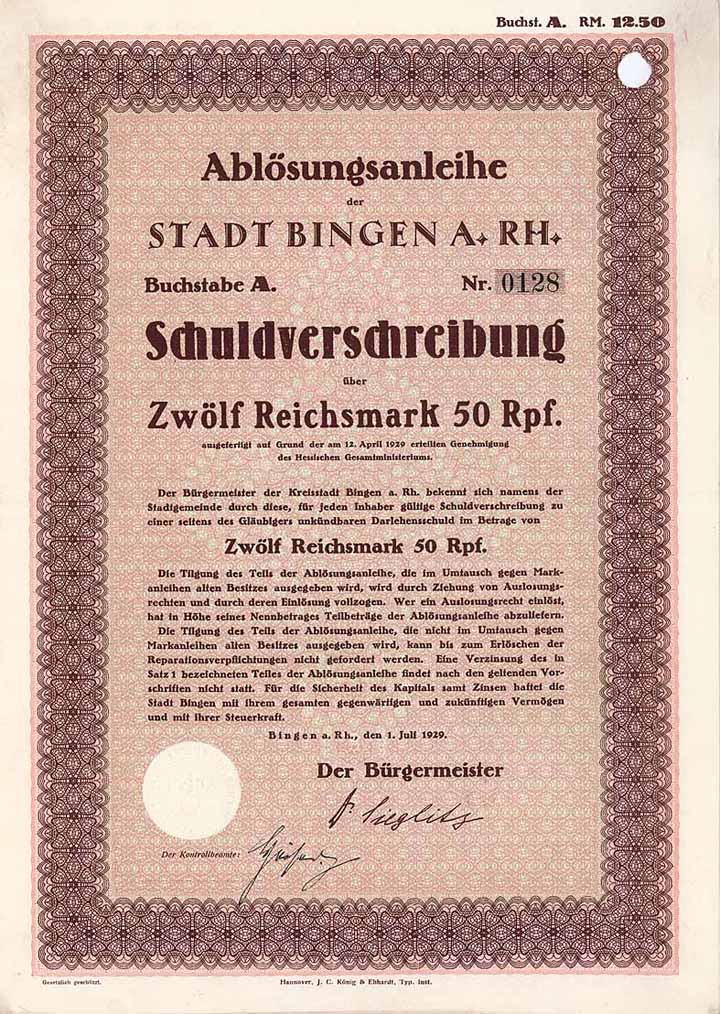 Buchst. A. RM. 12.50
Ablösungsanleihe
der
STADT BINGEN A. RH.
Buchstabe A. Nr. 0128
Schuldverschreibung
über
Zwölf Reichsmark 50 Rpf.
ausgefertigt auf Grund der am 12. April 1929 erteilten Genehmigung
des Hessischen Gesamtministeriums.
Der Bürgermeister der Kreisstadt Bingen a. Rh. bekennt sich namens der
Stadtgemeinde durch diese, für jeden Inhaber gültige Schuldverschreibung zu
einer seitens des Gläubigers unkündbaren Darlehensschuld im Betrage von
Zwölf Reichsmark 50 Rpf.
Die Tilgung des Teils der Ablösungsanleihe, die im Umtausch gegen Mark-
anleihen alten Besitzes ausgegeben wird, wird durch Ziehung von Auslosungs-
rechten und durch deren Einlösung vollzogen. Wer ein Auslosungsrecht einlöst,
hat in Höhe seines Nennbetrages Teilbeträge der Ablösungsanleihe abzuliefern.
Die Tilgung des Teils der Ablösungsanleihe, die nicht im Umtausch gegen
Markanleihen alten Besitzes ausgegeben wird, kann bis zum Erlöschen der
Reparationsverpflichtungen nicht gefordert werden. Eine Verzinsung des in
Satz 1 bezeichneten Teiles der Ablösungsanleihe findet nach den geltenden Vor-
schriften nicht statt. Für die Sicherheit des Kapitals samt Zinsen haftet die
Stadt Bingen mit ihrem gesamten gegenwärtigen und zukünftigen Vermögen
und mit ihrer Steuerkraft.
Bingen a. Rh., den 1. Juli 1929.
Der Bürgermeister
Sieglitz
Der Kontrollbeamte:
Gesetzlich geschützt.
Hannover, J. C. König & Ebhardt, Typ. Inst.